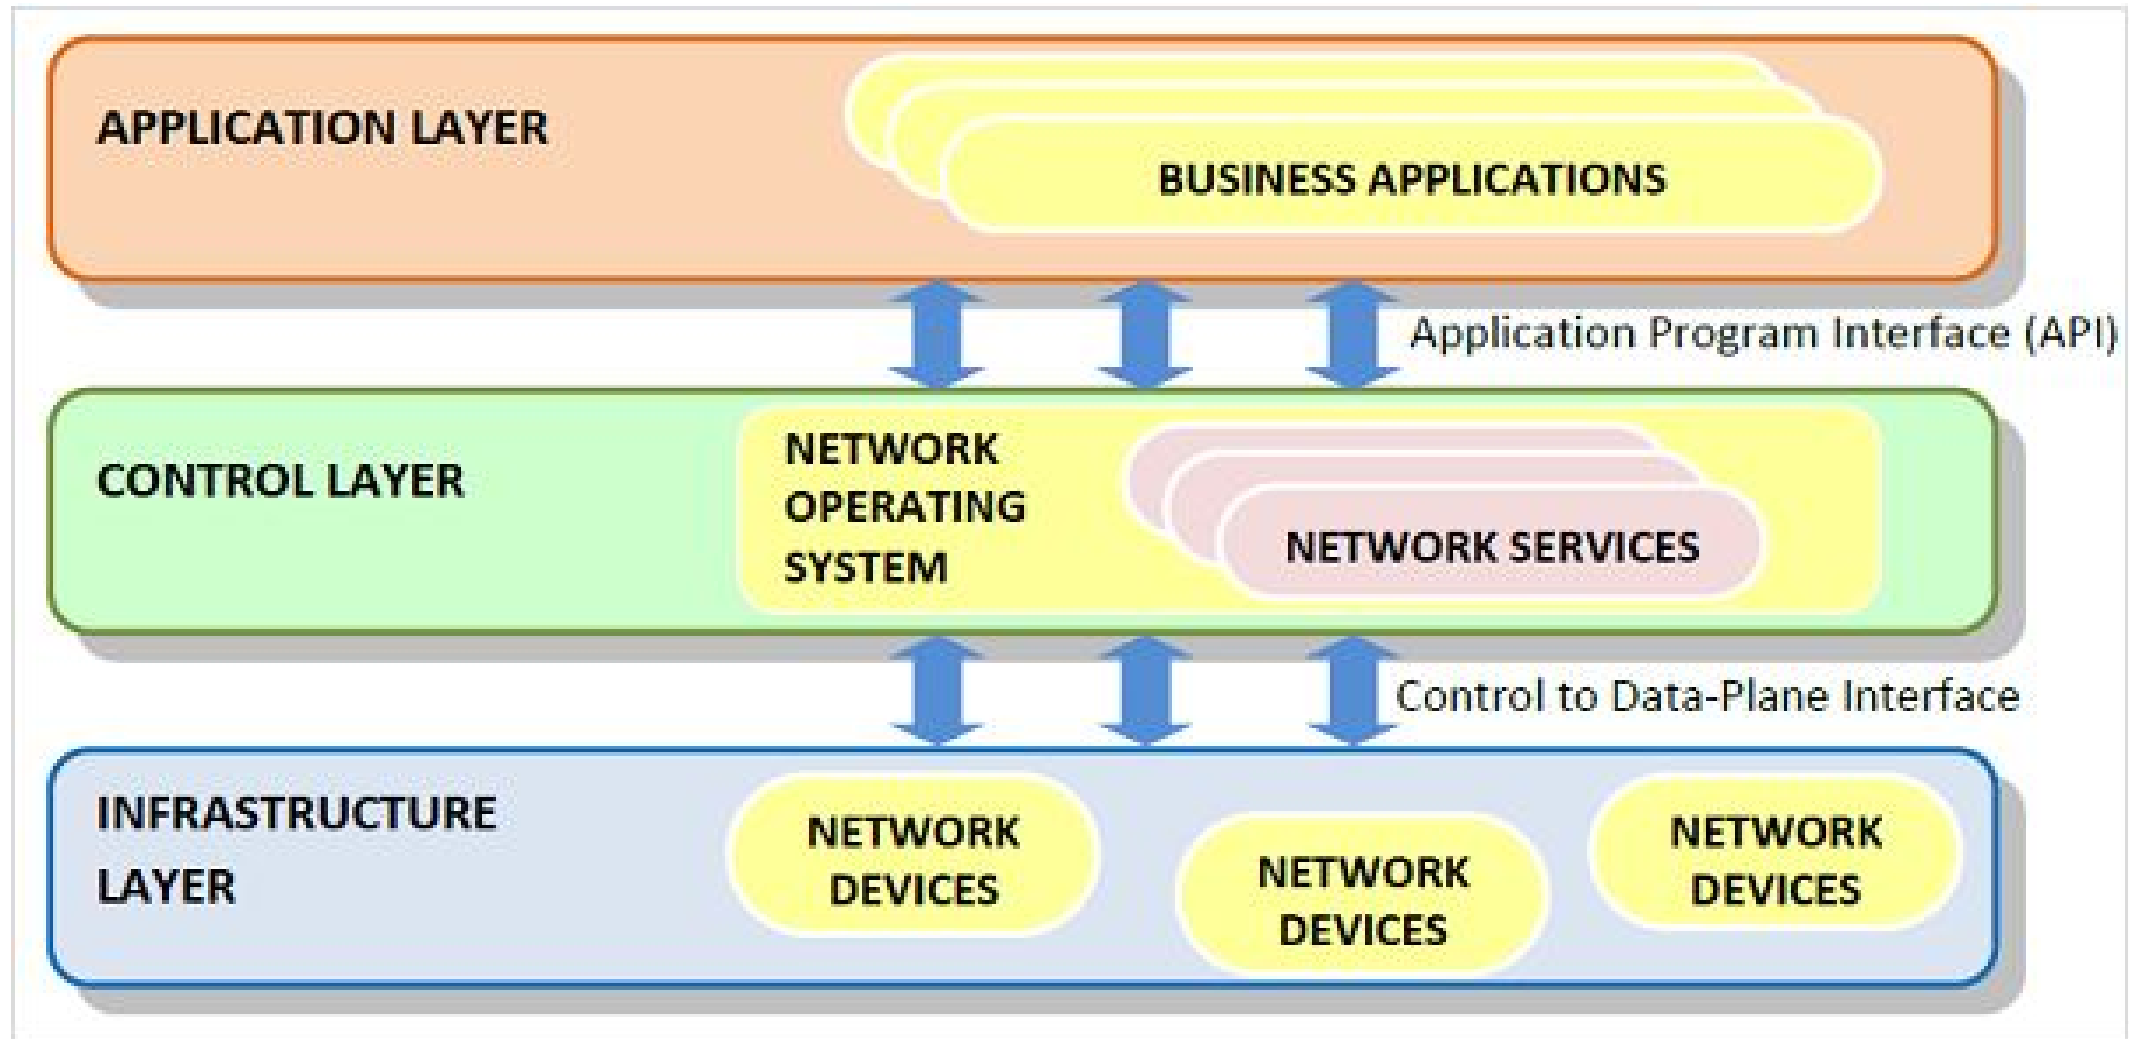 APPLICATION LAYER
BUSINESS APPLICATIONS
Application Program Interface (API)
CONTROL LAYER
NETWORK
OPERATING
SYSTEM
NETWORK SERVICES
Control to Data-Plane Interface
INFRASTRUCTURE
LAYER
NETWORK
DEVICES
NETWORK
DEVICES
NETWORK
DEVICES